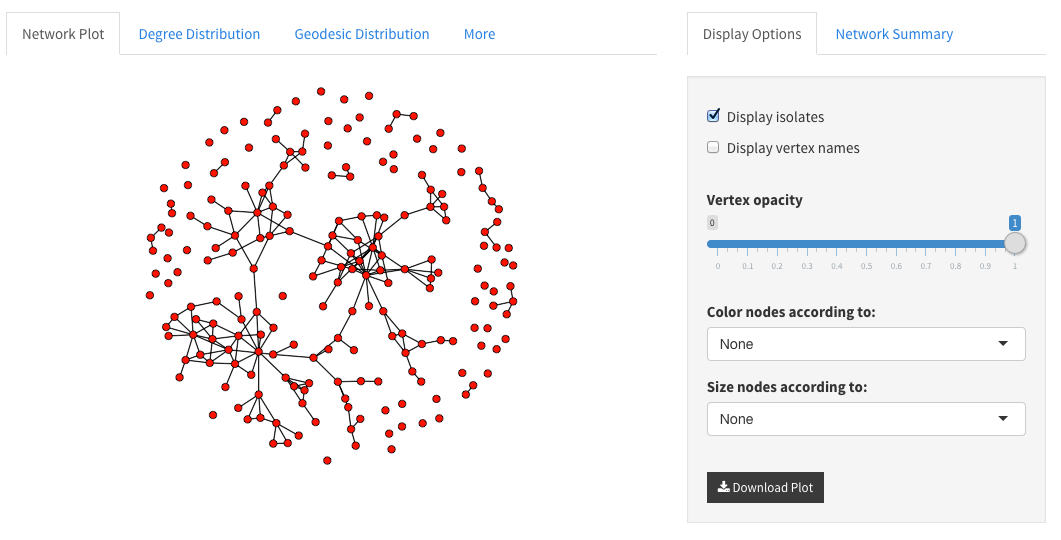 Network Plot
Degree Distribution
Geodesic Distribution
More
Display Options
Network Summary
Display isolates
Display vertex names
Vertex opacity
0
1
0 0.1 0.2 0.3 0.4 0.5 0.6 0.7 0.8 0.9 1
Color nodes according to:
None
Size nodes according to:
None
Download Plot